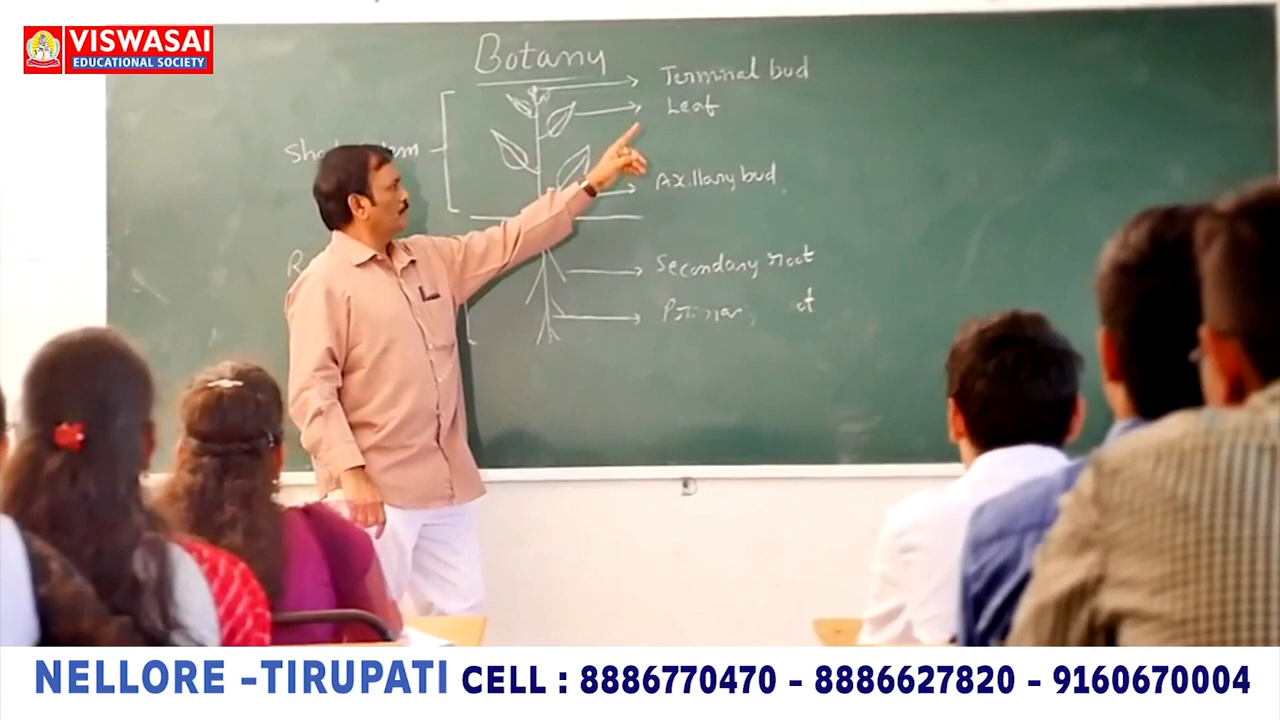 VISWASAI
EDUCATIONAL SOCIETY
Botany
Terminal bud
Leaf
Axillary bud
Secondary root
NELLORE -TIRUPATI CELL : 8886770470 - 8886627820 - 9160670004